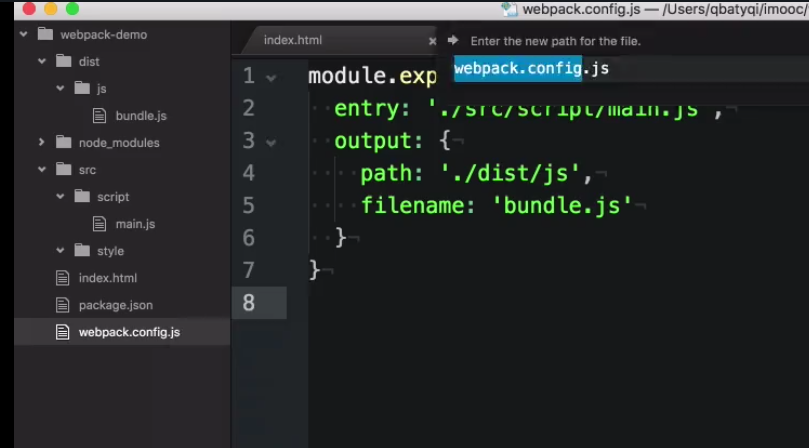 webpack.config.js — /Users/qbatyqi/imooc/
webpack-demo
dist
js
bundle.js
node_modules
src
script
main.js
style
index.html
package.json
webpack.config.js
index.html
Enter the new path for the file.
webpack.config.js
1 module.exp
2 entry: './src/script/main.js',
3 output: {
4 path: './dist/js',
5 filename: 'bundle.js'
6 }
7 }
8